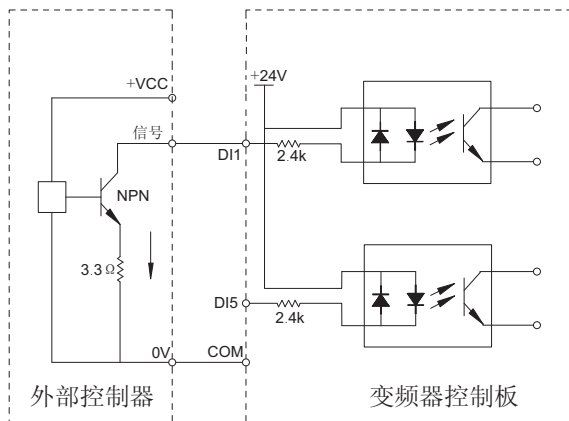 +VCC
+24V
信号
DI1
2.4k
NPN
3.3Ω
DI5
2.4k
0V
COM
外部控制器
变频器控制板